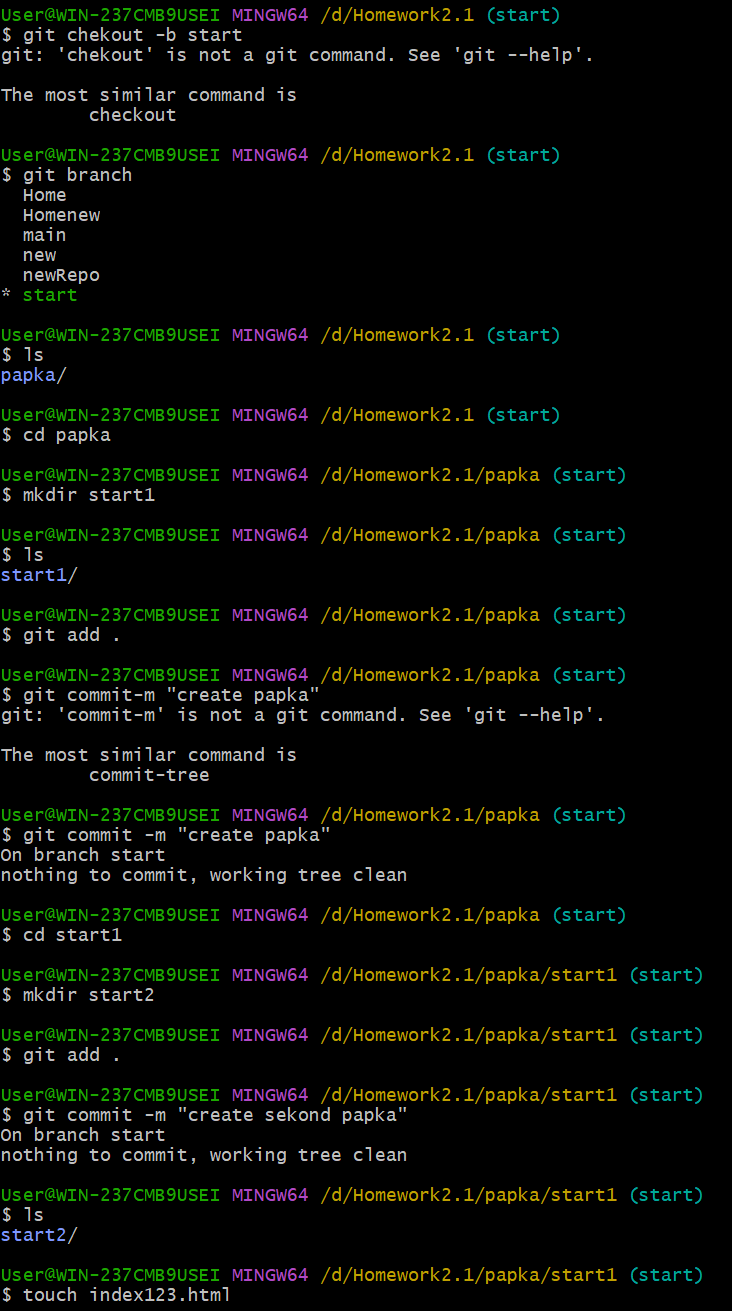 User@WIN-237CMB9USEI MINGW64 /d/Homework2.1 (start)
$ git chekout -b start
git: 'chekout' is not a git command. See 'git --help'.
The most similar command is
checkout
User@WIN-237CMB9USEI MINGW64 /d/Homework2.1 (start)
$ git branch
Home
Homenew
main
new
newRepo
* start
User@WIN-237CMB9USEI MINGW64 /d/Homework2.1 (start)
$ ls
papka/
User@WIN-237CMB9USEI MINGW64 /d/Homework2.1 (start)
$ cd papka
User@WIN-237CMB9USEI MINGW64 /d/Homework2.1/papka (start)
$ mkdir start1
User@WIN-237CMB9USEI MINGW64 /d/Homework2.1/papka (start)
$ ls
start1/
User@WIN-237CMB9USEI MINGW64 /d/Homework2.1/papka (start)
$ git add .
User@WIN-237CMB9USEI MINGW64 /d/Homework2.1/papka (start)
$ git commit-m "create papka"
git: 'commit-m' is not a git command. See 'git --help'.
The most similar command is
commit-tree
User@WIN-237CMB9USEI MINGW64 /d/Homework2.1/papka (start)
$ git commit -m "create papka"
On branch start
nothing to commit, working tree clean
User@WIN-237CMB9USEI MINGW64 /d/Homework2.1/papka (start)
$ cd start1
User@WIN-237CMB9USEI MINGW64 /d/Homework2.1/papka/start1 (start)
$ mkdir start2
User@WIN-237CMB9USEI MINGW64 /d/Homework2.1/papka/start1 (start)
$ git add .
User@WIN-237CMB9USEI MINGW64 /d/Homework2.1/papka/start1 (start)
$ git commit -m "create sekond papka"
On branch start
nothing to commit, working tree clean
User@WIN-237CMB9USEI MINGW64 /d/Homework2.1/papka/start1 (start)
$ ls
start2/
User@WIN-237CMB9USEI MINGW64 /d/Homework2.1/papka/start1 (start)
$ touch index123.html